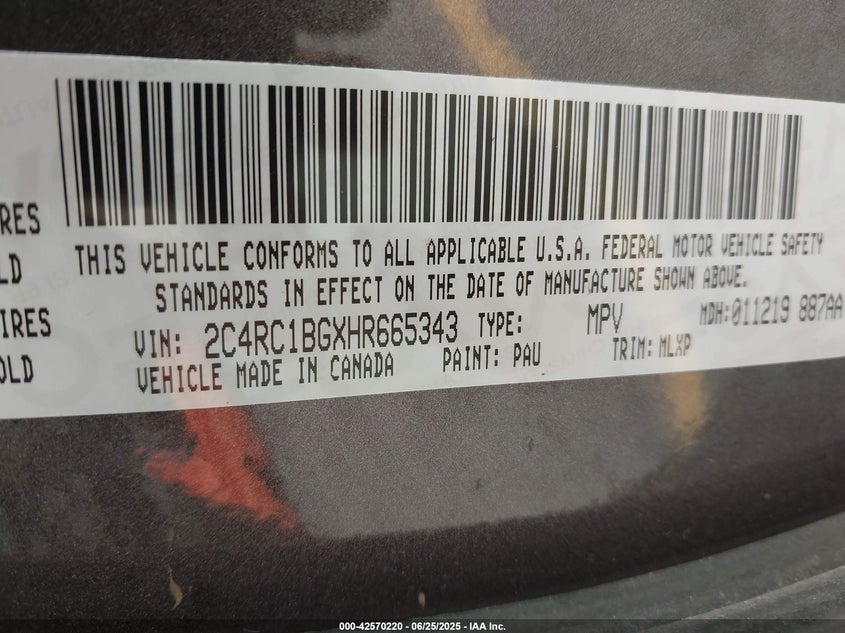 THIS VEHICLE CONFORMS TO ALL APPLICABLE U.S.A. FEDERAL MOTOR VEHICLE SAFETY
STANDARDS IN EFFECT ON THE DATE OF MANUFACTURE SHOWN ABOVE.
VIN: 2C4RC1BGXHR665343 TYPE: MPV MDH:011219 887AA
VEHICLE MADE IN CANADA PAINT: PAU TRIM: MLXP
RES
LD
IRES
OLD
000-42570220 - 06/25/2025 - IAA Inc.